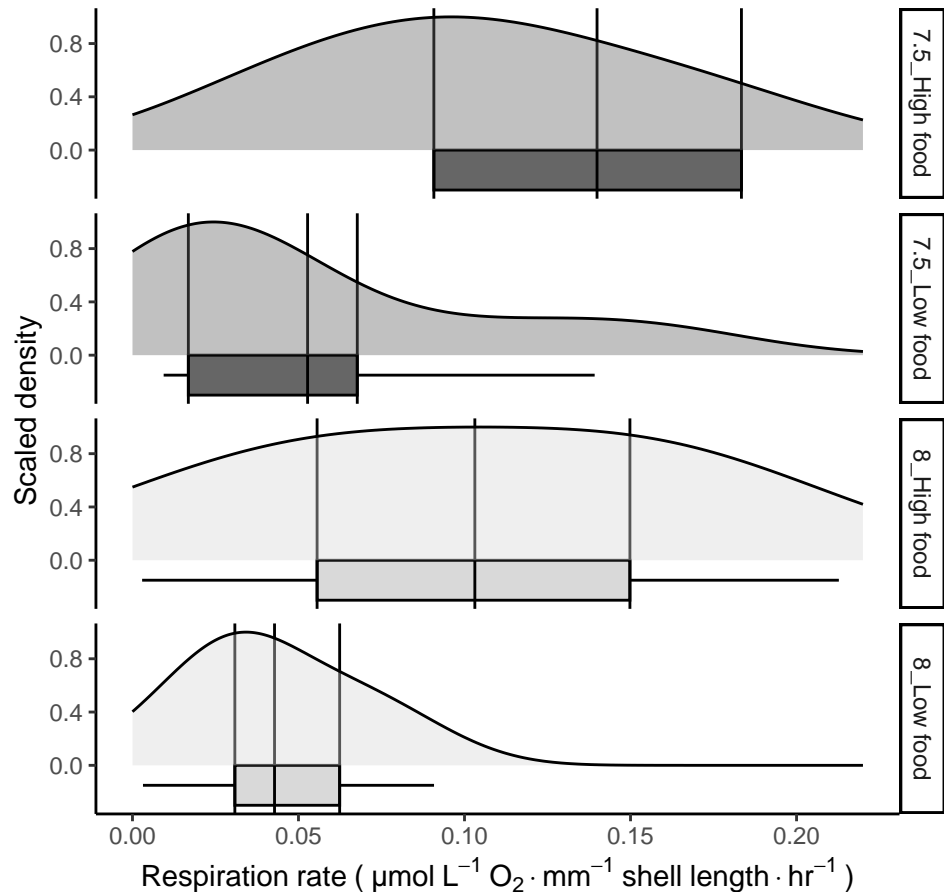 Scaled density
0.8
0.4
0.0
7.5_High food
0.8
0.4
0.0
7.5_Low food
0.8
0.4
0.0
8_High food
0.8
0.4
0.0
8_Low food
0.00 0.05 0.10 0.15 0.20
Respiration rate ( μmol L⁻¹ O₂ · mm⁻¹ shell length · hr⁻¹ )